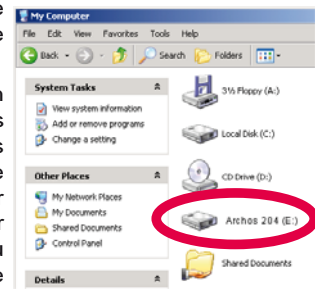 My Computer
File Edit View Favorites Tools Help
Back Search Folders
System Tasks
View system information
Add or remove programs
Change a setting
Other Places
My Network Places
My Documents
Shared Documents
Control Panel
Details
3½ Floppy (A:)
Local Disk (C:)
CD Drive (D:)
Archos 204 (E:)
Shared Documents